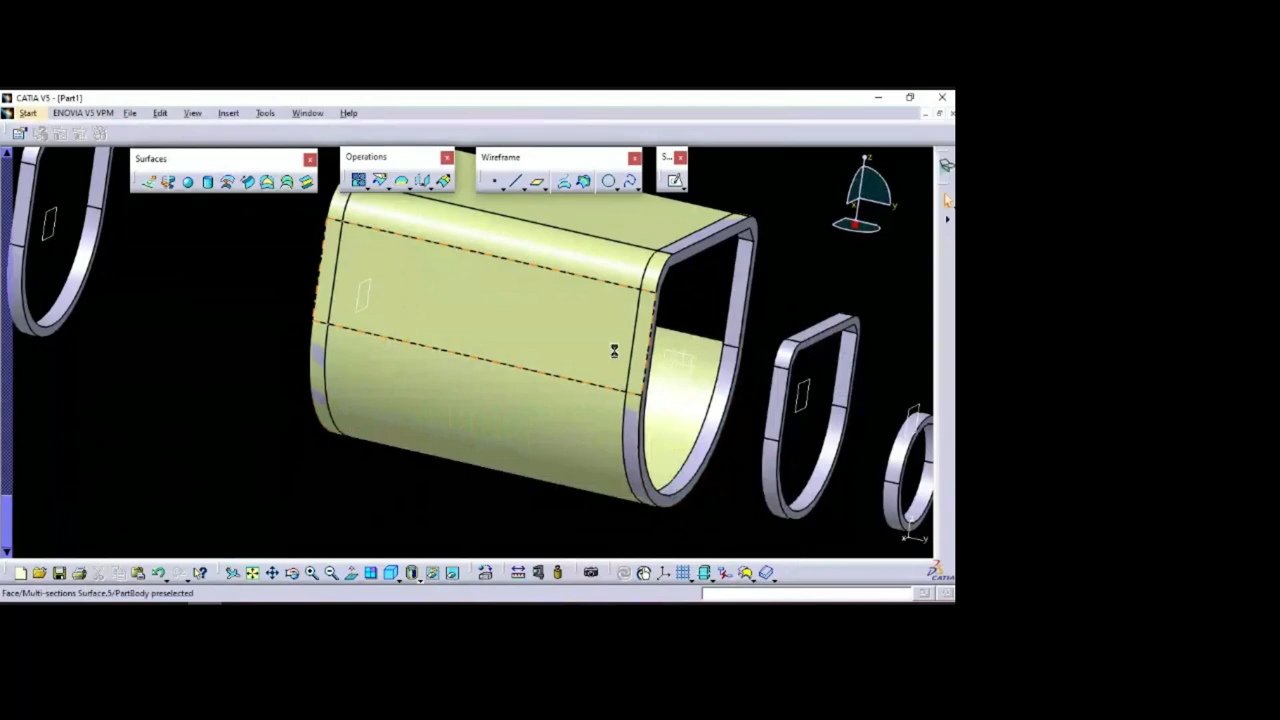 CATIA V5 - [Part1]
Start ENOVIA V5 VPM File Edit View Insert Tools Window Help
Surfaces
Operations
Wireframe
S...
z
x
y
x
y
CATIA
Face/Multi-sections Surface.5/PartBody preselected